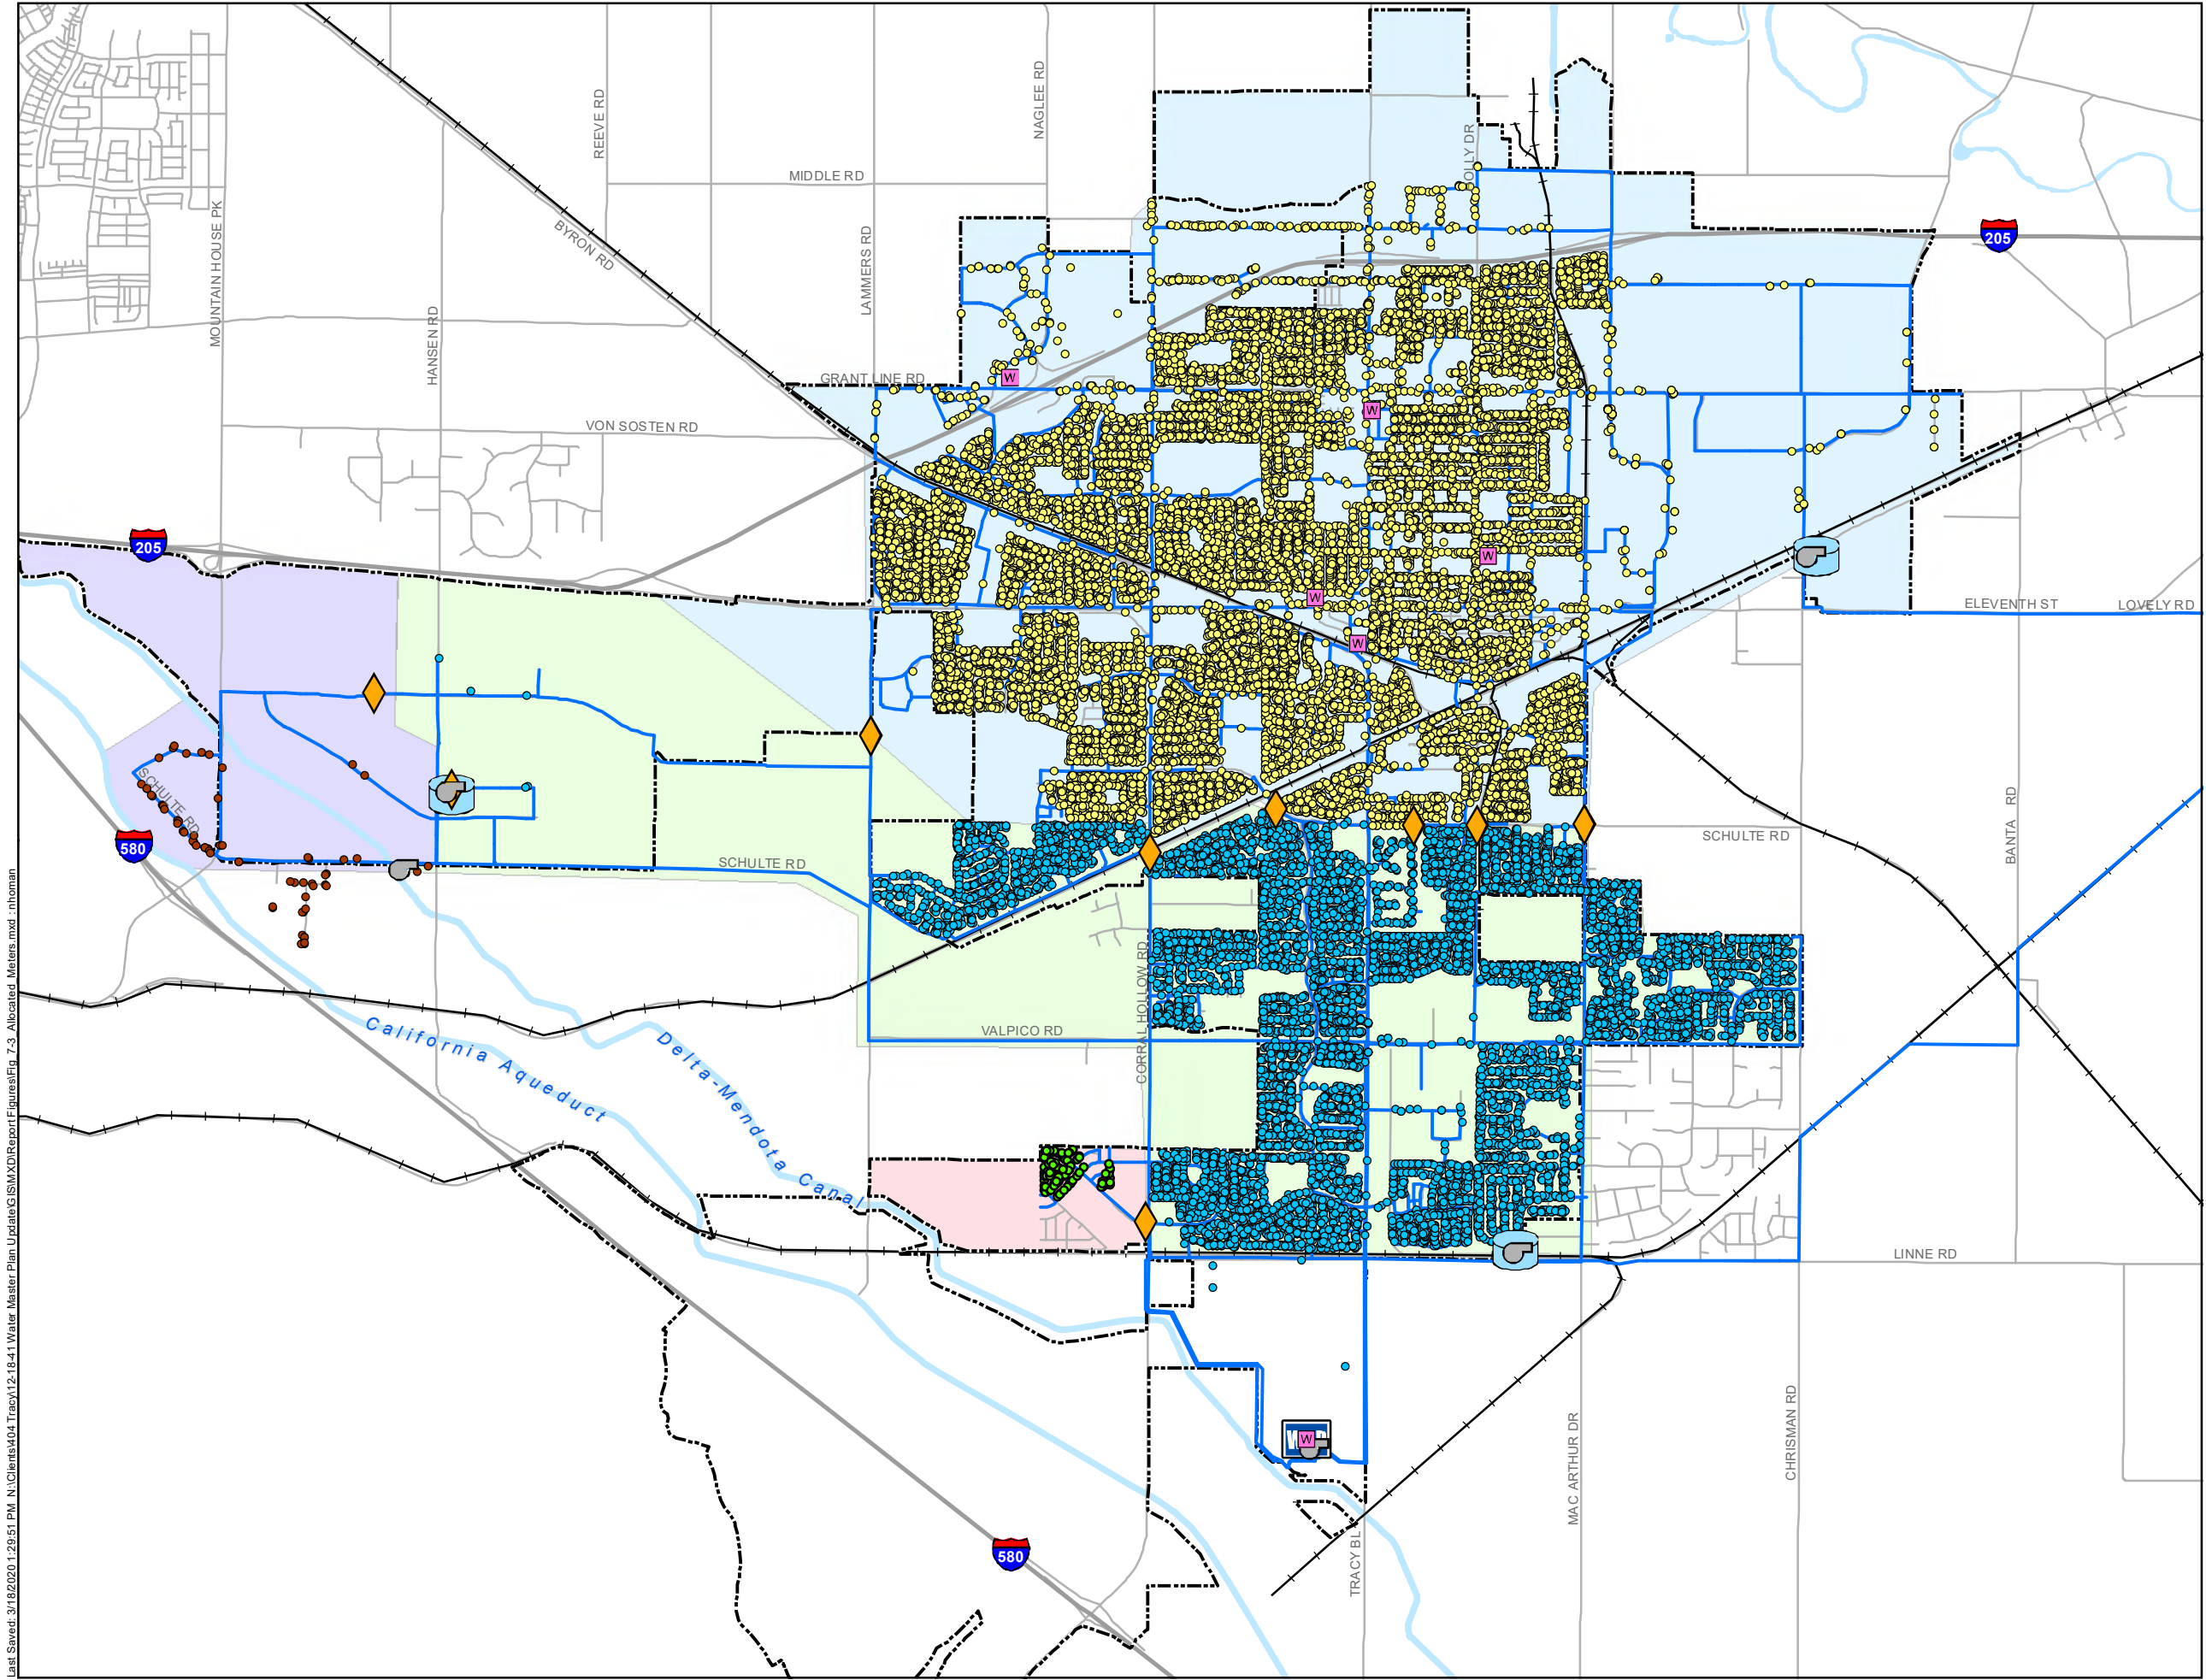 NAGLEE RD
REEVE RD
HOLLY DR
MIDDLE RD
MOUNTAIN HOUSE PK
BYRON RD
LAMMERS RD
205
HANSEN RD
GRANT LINE RD
W
W
VON SOSTEN RD
205
W
W
ELEVENTH ST
LOVELY RD
W
SCHULTE RD
580
SCHULTE RD
SCHULTE RD
BANTA RD
CORRAL HOLLOW RD
VALPICO RD
California Aqueduct
Delta-Mendota Canal
LINNE RD
W
MAC ARTHUR DR
CHRISMAN RD
TRACY BL
580
Last Saved: 3/18/2020 1:29:51 PM N:\Clients\404 Tracy\12-18-41 Water Master Plan Update\GIS\MXD\Report Figures\Fig_7-3_Allocated_Meters.mxd : nhoman